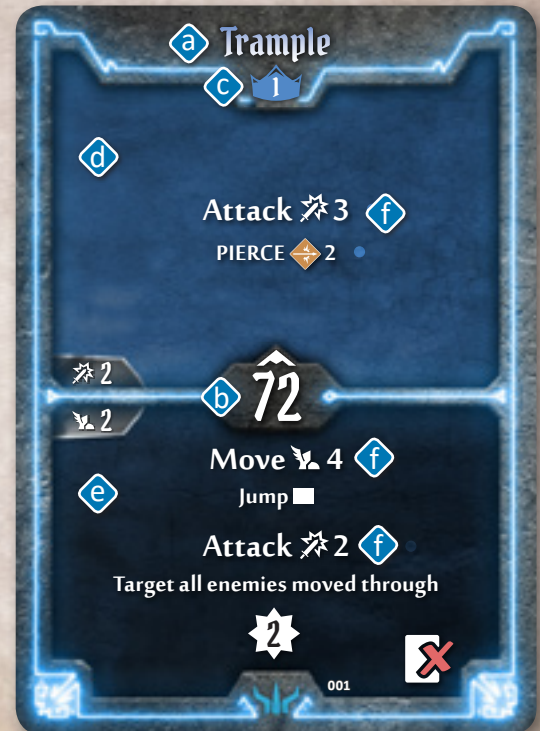 a Trample
c 1
d
Attack 3 f
PIERCE 2
2
b 72
2
Move 4 f
e Jump
Attack 2 f
Target all enemies moved through
2
001